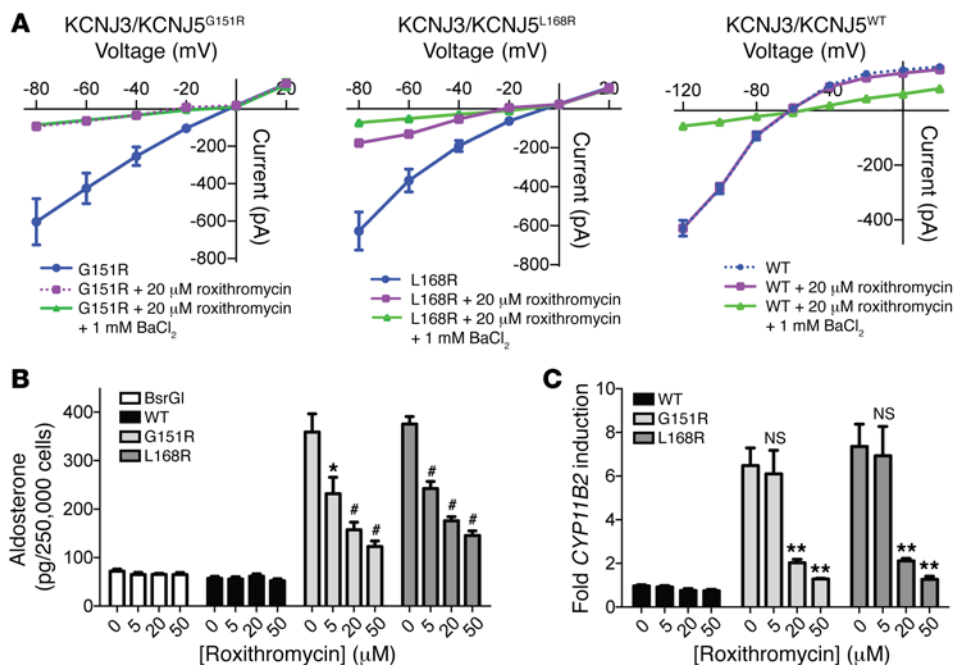 A
KCNJ3/KCNJ5G151R
Voltage (mV)
-80 -60 -40 -20 0 20
-200
-400
-600
-800
Current (pA)
G151R
G151R + 20 μM roxithromycin
G151R + 20 μM roxithromycin
+ 1 mM BaCl2
KCNJ3/KCNJ5L168R
Voltage (mV)
-80 -60 -40 -20 0 20
-200
-400
-600
-800
Current (pA)
L168R
L168R + 20 μM roxithromycin
L168R + 20 μM roxithromycin
+ 1 mM BaCl2
KCNJ3/KCNJ5WT
Voltage (mV)
-120 -80 -40
-200
-400
Current (pA)
WT
WT + 20 μM roxithromycin
WT + 20 μM roxithromycin
+ 1 mM BaCl2
B
BsrGI
WT
G151R
L168R
Aldosterone
(pg/250,000 cells)
400
300
200
100
0
* # # # # #
0 5 20 50 0 5 20 50 0 5 20 50 0 5 20 50
[Roxithromycin] (μM)
C
WT
G151R
L168R
Fold CYP11B2 induction
10
8
6
4
2
0
NS ** ** NS ** **
0 5 20 50 0 5 20 50 0 5 20 50
[Roxithromycin] (μM)